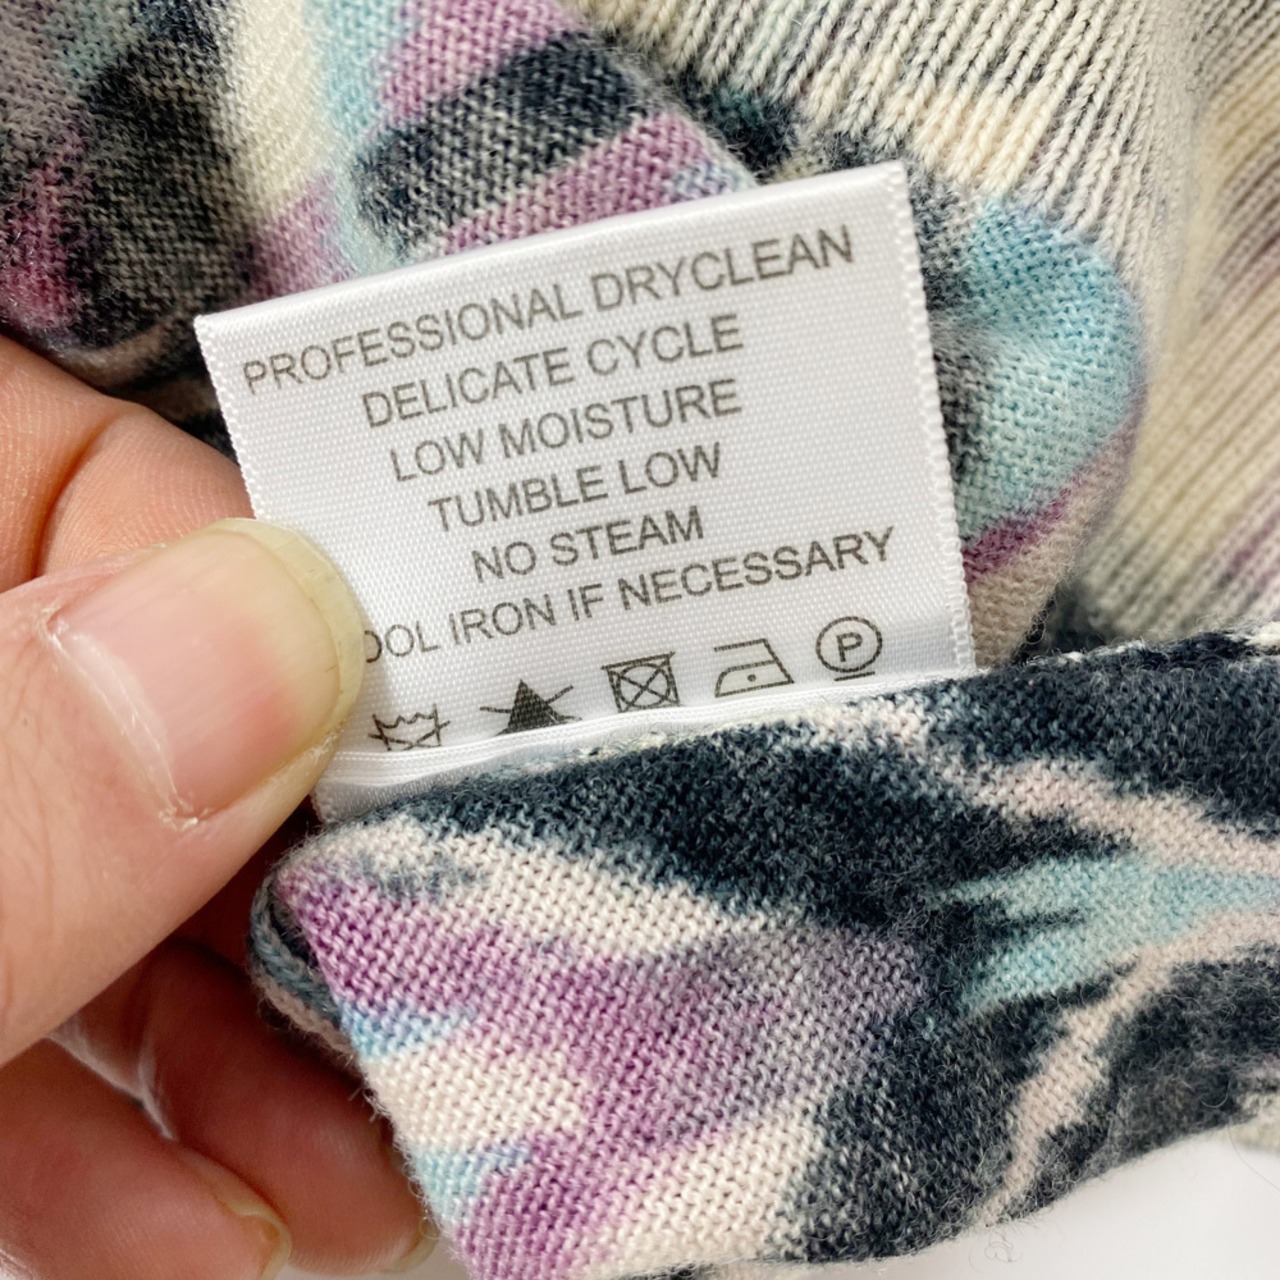 PROFESSIONAL DRYCLEAN
DELICATE CYCLE
LOW MOISTURE
TUMBLE LOW
NO STEAM
OOL IRON IF NECESSARY
P